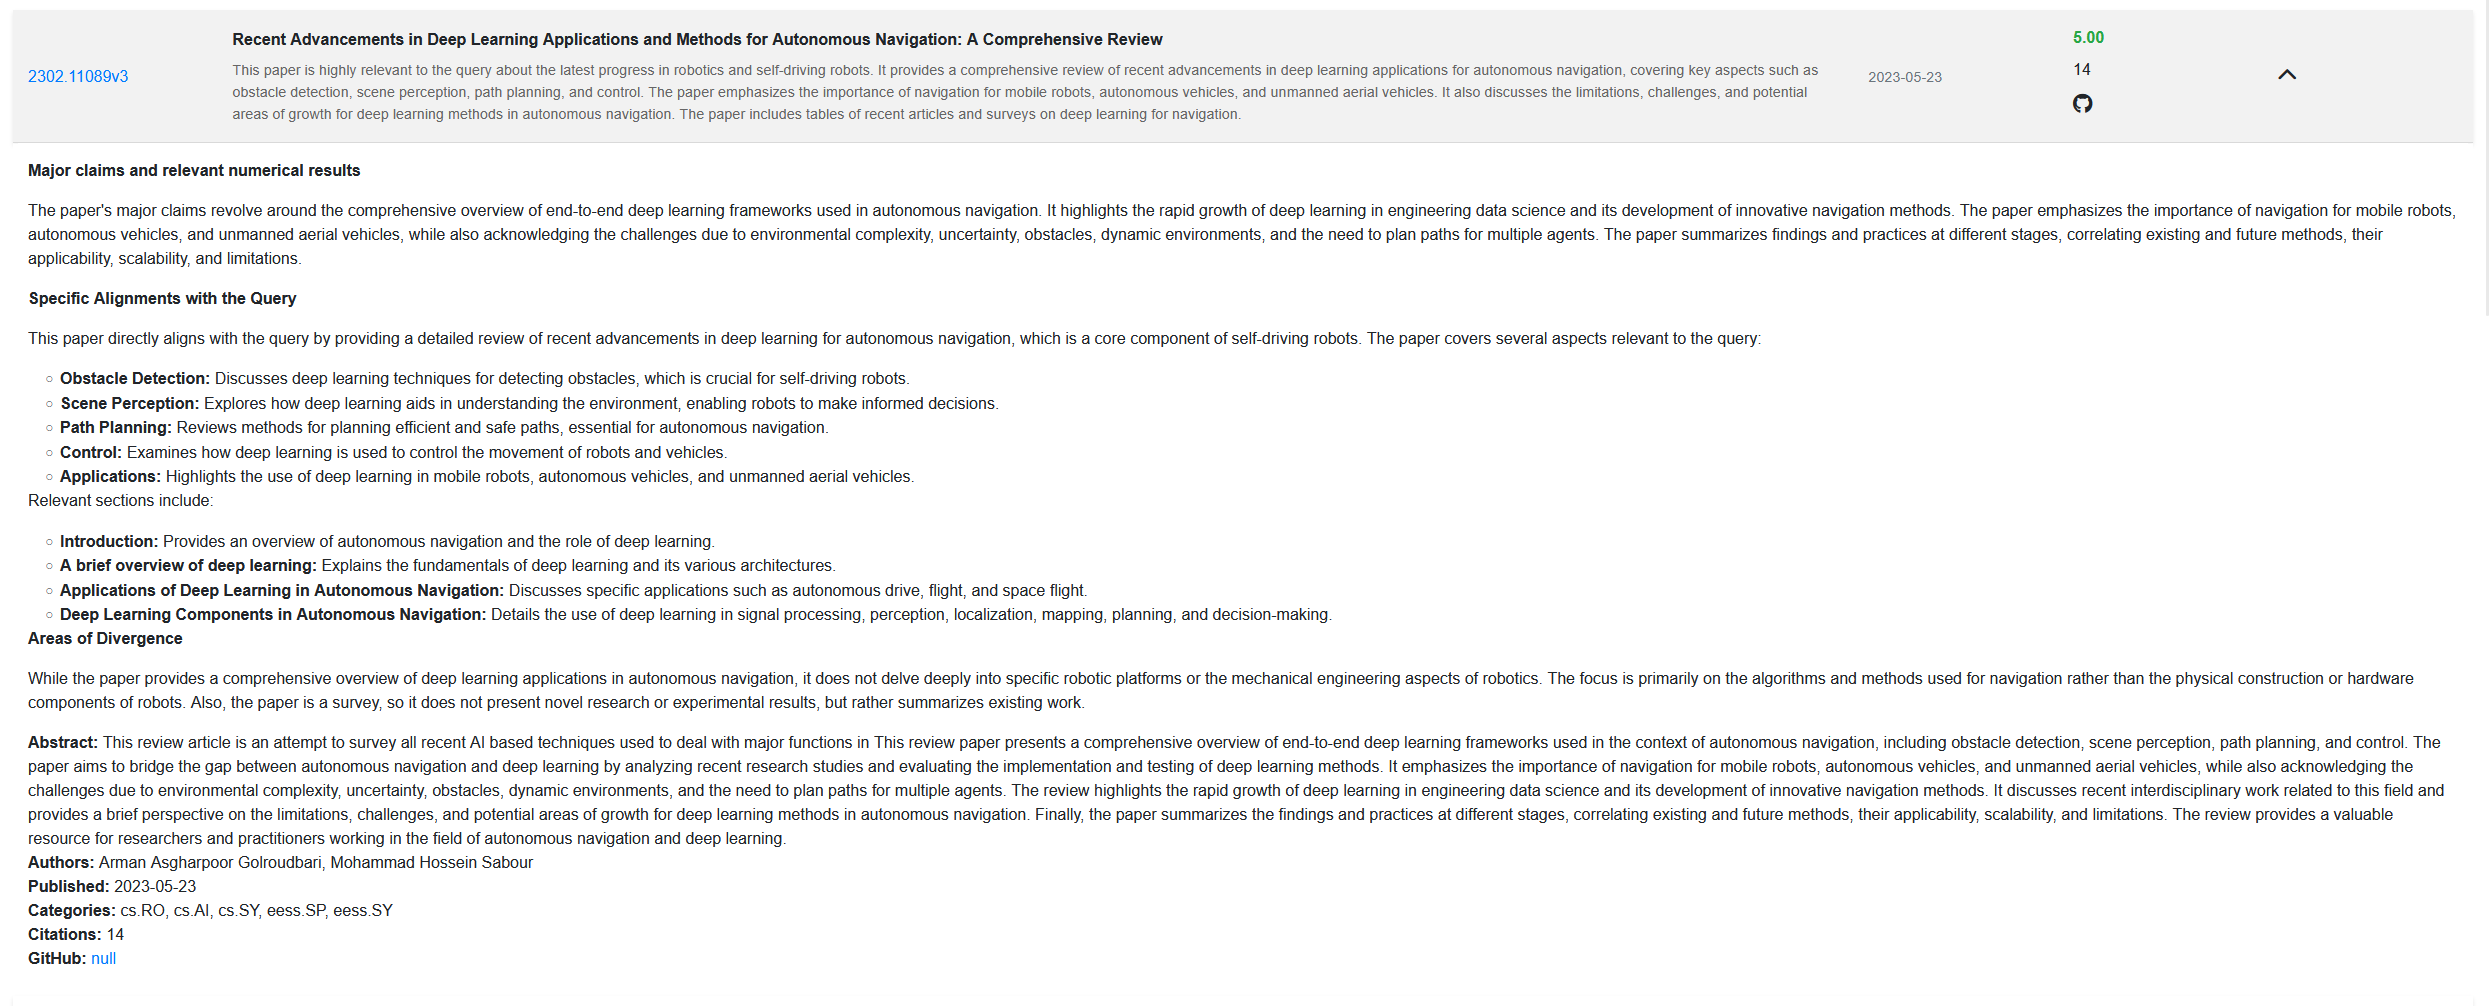 Recent Advancements in Deep Learning Applications and Methods for Autonomous Navigation: A Comprehensive Review
5.00
2302.11089v3
This paper is highly relevant to the query about the latest progress in robotics and self-driving robots. It provides a comprehensive review of recent advancements in deep learning applications for autonomous navigation, covering key aspects such as
obstacle detection, scene perception, path planning, and control. The paper emphasizes the importance of navigation for mobile robots, autonomous vehicles, and unmanned aerial vehicles. It also discusses the limitations, challenges, and potential
areas of growth for deep learning methods in autonomous navigation. The paper includes tables of recent articles and surveys on deep learning for navigation.
2023-05-23
14
Major claims and relevant numerical results
The paper's major claims revolve around the comprehensive overview of end-to-end deep learning frameworks used in autonomous navigation. It highlights the rapid growth of deep learning in engineering data science and its development of innovative navigation methods. The paper emphasizes the importance of navigation for mobile robots,
autonomous vehicles, and unmanned aerial vehicles, while also acknowledging the challenges due to environmental complexity, uncertainty, obstacles, dynamic environments, and the need to plan paths for multiple agents. The paper summarizes findings and practices at different stages, correlating existing and future methods, their
applicability, scalability, and limitations.
Specific Alignments with the Query
This paper directly aligns with the query by providing a detailed review of recent advancements in deep learning for autonomous navigation, which is a core component of self-driving robots. The paper covers several aspects relevant to the query:
◦ Obstacle Detection: Discusses deep learning techniques for detecting obstacles, which is crucial for self-driving robots.
◦ Scene Perception: Explores how deep learning aids in understanding the environment, enabling robots to make informed decisions.
◦ Path Planning: Reviews methods for planning efficient and safe paths, essential for autonomous navigation.
◦ Control: Examines how deep learning is used to control the movement of robots and vehicles.
◦ Applications: Highlights the use of deep learning in mobile robots, autonomous vehicles, and unmanned aerial vehicles.
Relevant sections include:
◦ Introduction: Provides an overview of autonomous navigation and the role of deep learning.
◦ A brief overview of deep learning: Explains the fundamentals of deep learning and its various architectures.
◦ Applications of Deep Learning in Autonomous Navigation: Discusses specific applications such as autonomous drive, flight, and space flight.
◦ Deep Learning Components in Autonomous Navigation: Details the use of deep learning in signal processing, perception, localization, mapping, planning, and decision-making.
Areas of Divergence
While the paper provides a comprehensive overview of deep learning applications in autonomous navigation, it does not delve deeply into specific robotic platforms or the mechanical engineering aspects of robotics. The focus is primarily on the algorithms and methods used for navigation rather than the physical construction or hardware
components of robots. Also, the paper is a survey, so it does not present novel research or experimental results, but rather summarizes existing work.
Abstract: This review article is an attempt to survey all recent AI based techniques used to deal with major functions in This review paper presents a comprehensive overview of end-to-end deep learning frameworks used in the context of autonomous navigation, including obstacle detection, scene perception, path planning, and control. The
paper aims to bridge the gap between autonomous navigation and deep learning by analyzing recent research studies and evaluating the implementation and testing of deep learning methods. It emphasizes the importance of navigation for mobile robots, autonomous vehicles, and unmanned aerial vehicles, while also acknowledging the
challenges due to environmental complexity, uncertainty, obstacles, dynamic environments, and the need to plan paths for multiple agents. The review highlights the rapid growth of deep learning in engineering data science and its development of innovative navigation methods. It discusses recent interdisciplinary work related to this field and
provides a brief perspective on the limitations, challenges, and potential areas of growth for deep learning methods in autonomous navigation. Finally, the paper summarizes the findings and practices at different stages, correlating existing and future methods, their applicability, scalability, and limitations. The review provides a valuable
resource for researchers and practitioners working in the field of autonomous navigation and deep learning.
Authors: Arman Asgharpoor Golroudbari, Mohammad Hossein Sabour
Published: 2023-05-23
Categories: cs.RO, cs.AI, cs.SY, eess.SP, eess.SY
Citations: 14
GitHub: null